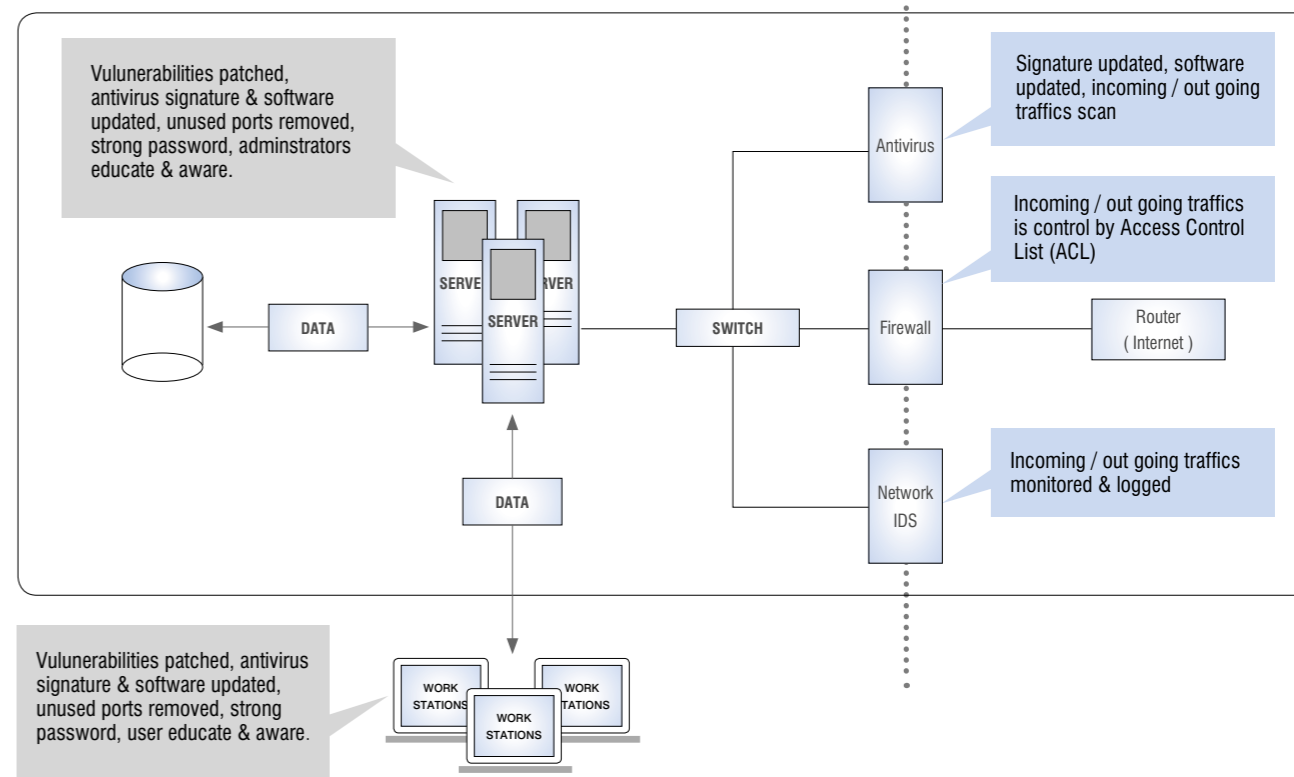 Vulunerabilities patched,
antivirus signature & software
updated, unused ports removed,
strong password, adminstrators
educate & aware.
Signature updated, software
updated, incoming / out going
traffics scan
Antivirus
Incoming / out going traffics
is control by Access Control
List (ACL)
SERVE
RVER
SERVER
DATA
SWITCH
Firewall
Router
( Internet )
Incoming / out going traffics
monitored & logged
Network
IDS
DATA
Vulunerabilities patched, antivirus
signature & software updated,
unused ports removed, strong
password, user educate & aware.
WORK
STATIONS
WORK
STATIONS
WORK
STATIONS